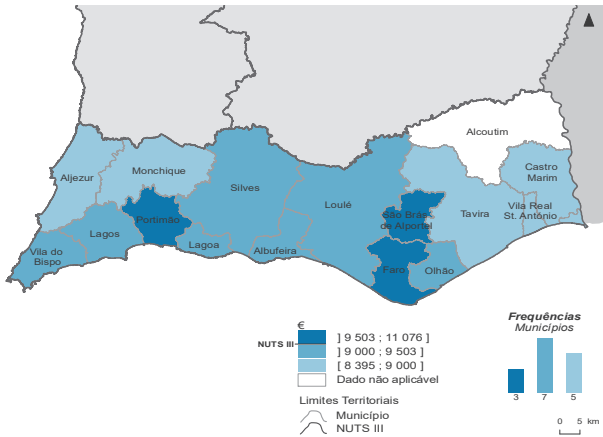 Alcoutim
Aljezur
Monchique
Castro
Marim
Silves
Loulé
Portimão
São Brás
de Alportel
Tavira
Vila Real
St. António
Lagos
Lagoa
Albufeira
Vila do
Bispo
Faro
Olhão
€
NUTS III
] 9 503 ; 11 076 ]
] 9 000 ; 9 503 ]
[ 8 395 ; 9 000 ]
Dado não aplicável
Limites Territoriais
Município
NUTS III
Frequências
Municípios
3 7 5
0 5 km